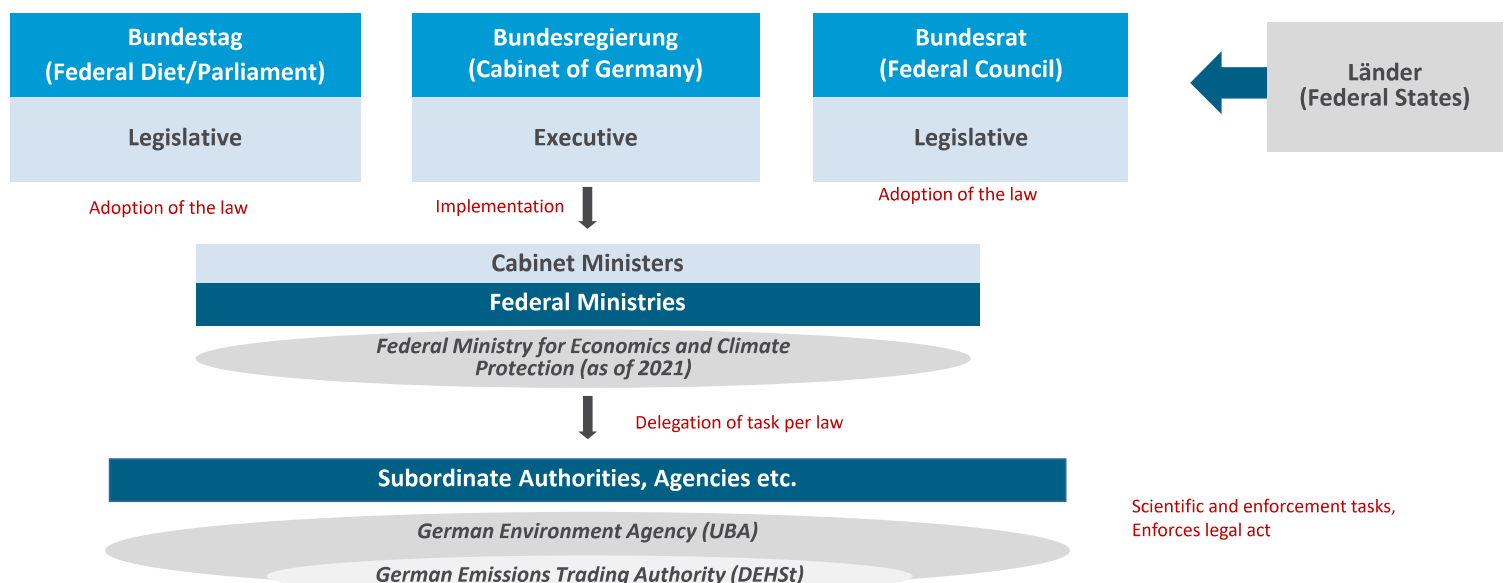 Bundestag
(Federal Diet/Parliament)
Legislative
Adoption of the law
Bundesregierung
(Cabinet of Germany)
Executive
Implementation
Bundesrat
(Federal Council)
Legislative
Adoption of the law
Länder
(Federal States)
Cabinet Ministers
Federal Ministries
Federal Ministry for Economics and Climate
Protection (as of 2021)
Delegation of task per law
Subordinate Authorities, Agencies etc.
German Environment Agency (UBA)
German Emissions Trading Authority (DEHSt)
Scientific and enforcement tasks,
Enforces legal act